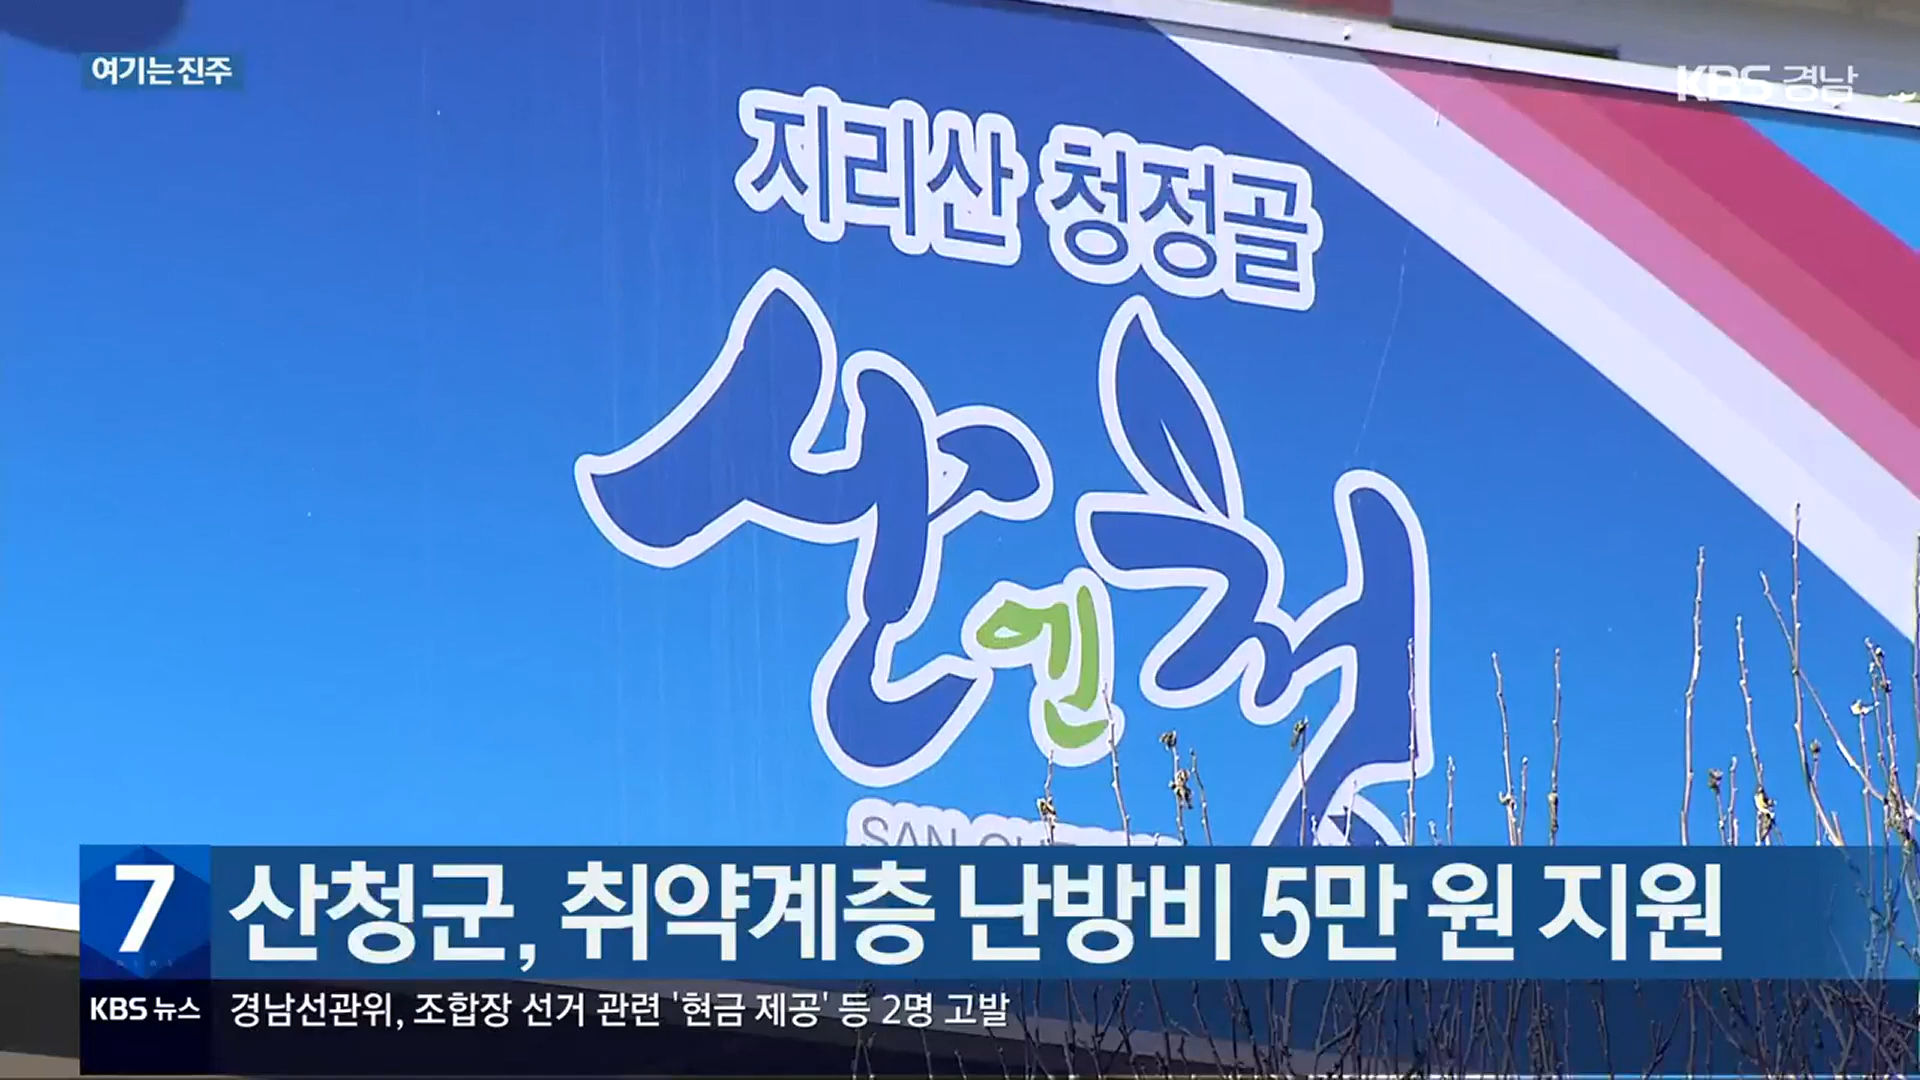 여기는 진주
KBS 경남
지리산 청정골
산엔청
SAN
7
산청군, 취약계층 난방비 5만 원 지원
KBS 뉴스
경남선관위, 조합장 선거 관련 '현금 제공' 등 2명 고발